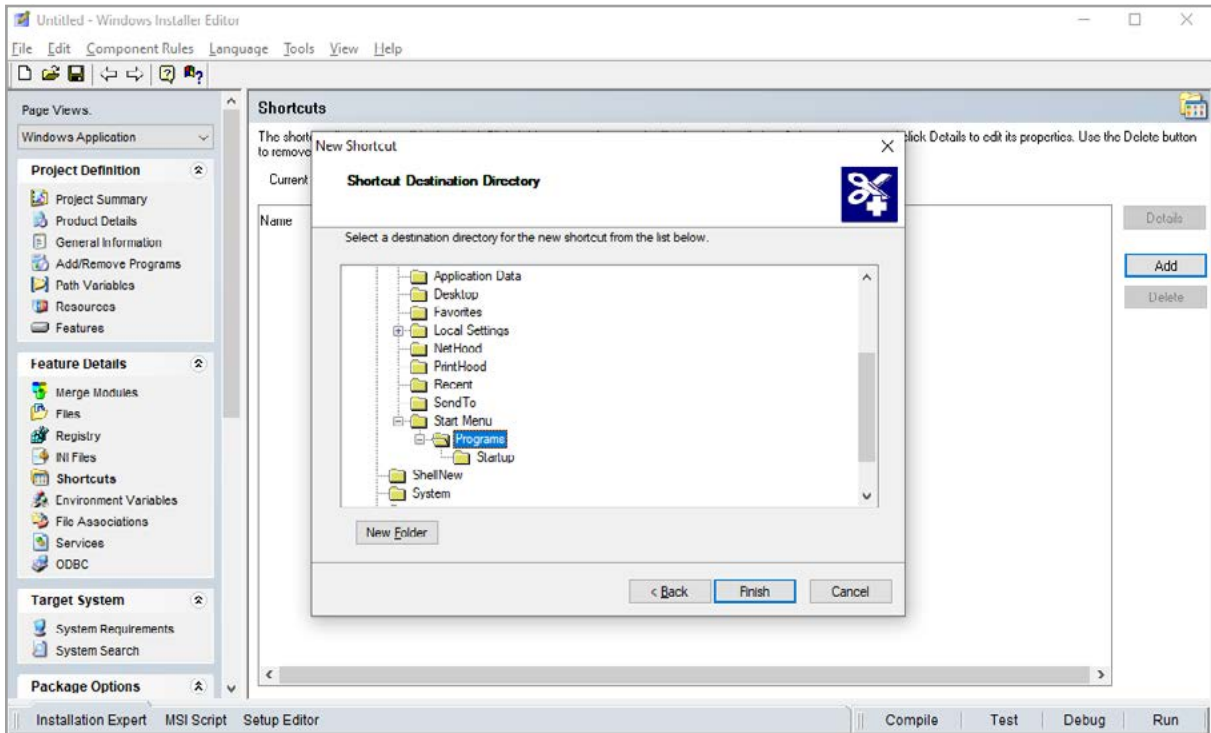 Untitled - Windows Installer Editor
File Edit Component Rules Language Tools View Help
Page Views.
Windows Application
Project Definition
Project Summary
Product Details
General Information
Add/Remove Programs
Path Variables
Resources
Features
Feature Details
Merge Modules
Files
Registry
INI Files
Shortcuts
Environment Variables
File Associations
Services
ODBC
Target System
System Requirements
System Search
Package Options
Shortcuts
The short
click Details to edit its properties. Use the Delete button
to remove
Current
Name
Details
Add
Delete
New Shortcut
Shortcut Destination Directory
Select a destination directory for the new shortcut from the list below.
Application Data
Desktop
Favorites
Local Settings
NetHood
PrintHood
Recent
SendTo
Start Menu
Programs
Startup
ShellNew
System
New Folder
< Back Finish Cancel
Installation Expert MSI Script Setup Editor Compile Test Debug Run